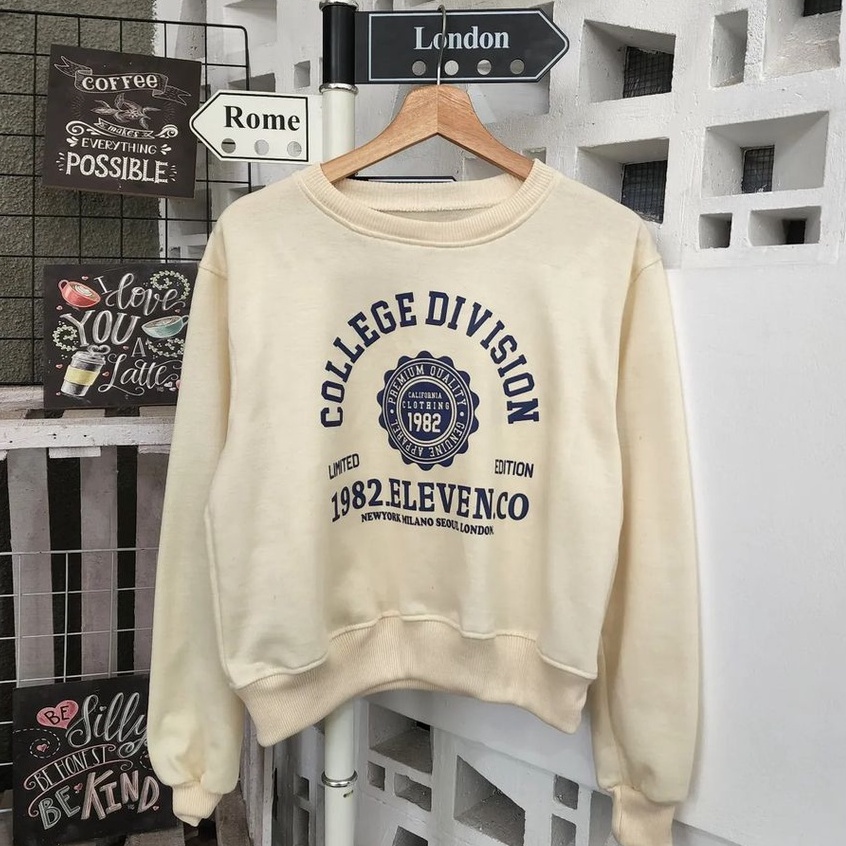 London
COFFEE
makes
EVERYTHING
POSSIBLE
Rome
I love
YOU
A
Latte
COLLEGE DIVISION
PREMIUM QUALITY
CALIFORNIA
CLOTHING
1982
GENUINE APPAREL
LIMITED EDITION
1982.ELEVEN.CO
NEWYORK MILANO SEOUL LONDON
BE Silly
BE HONEST
BE KIND